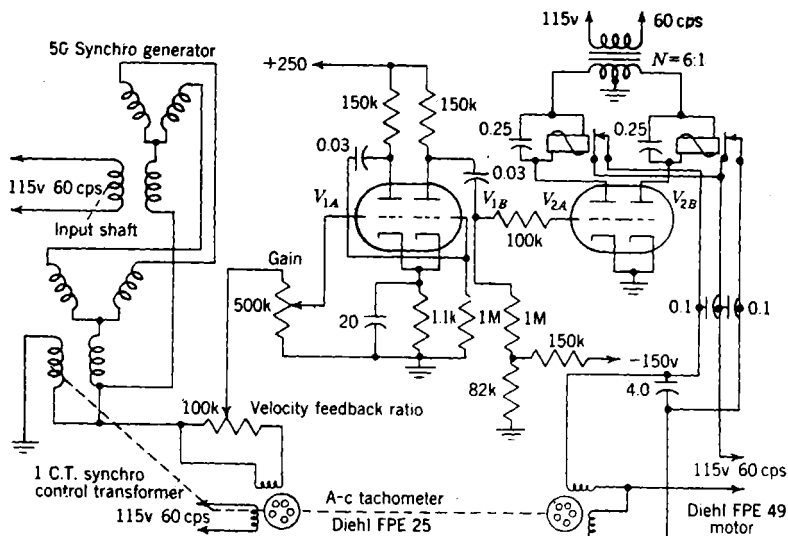 115v
60 cps
5G Synchro generator
N=6:1
+250
150k
150k
0.25
0.25
0.03
0.03
115v 60 cps
Input shaft
V1A
V1B
V2A
V2B
100k
Gain
500k
20
1.1k
1M
1M
0.1
0.1
150k
−150v
4.0
82k
100k
Velocity feedback ratio
1 C.T. synchro
control transformer
115v 60 cps
A-c tachometer
Diehl FPE 25
115v 60 cps
Diehl FPE 49
motor